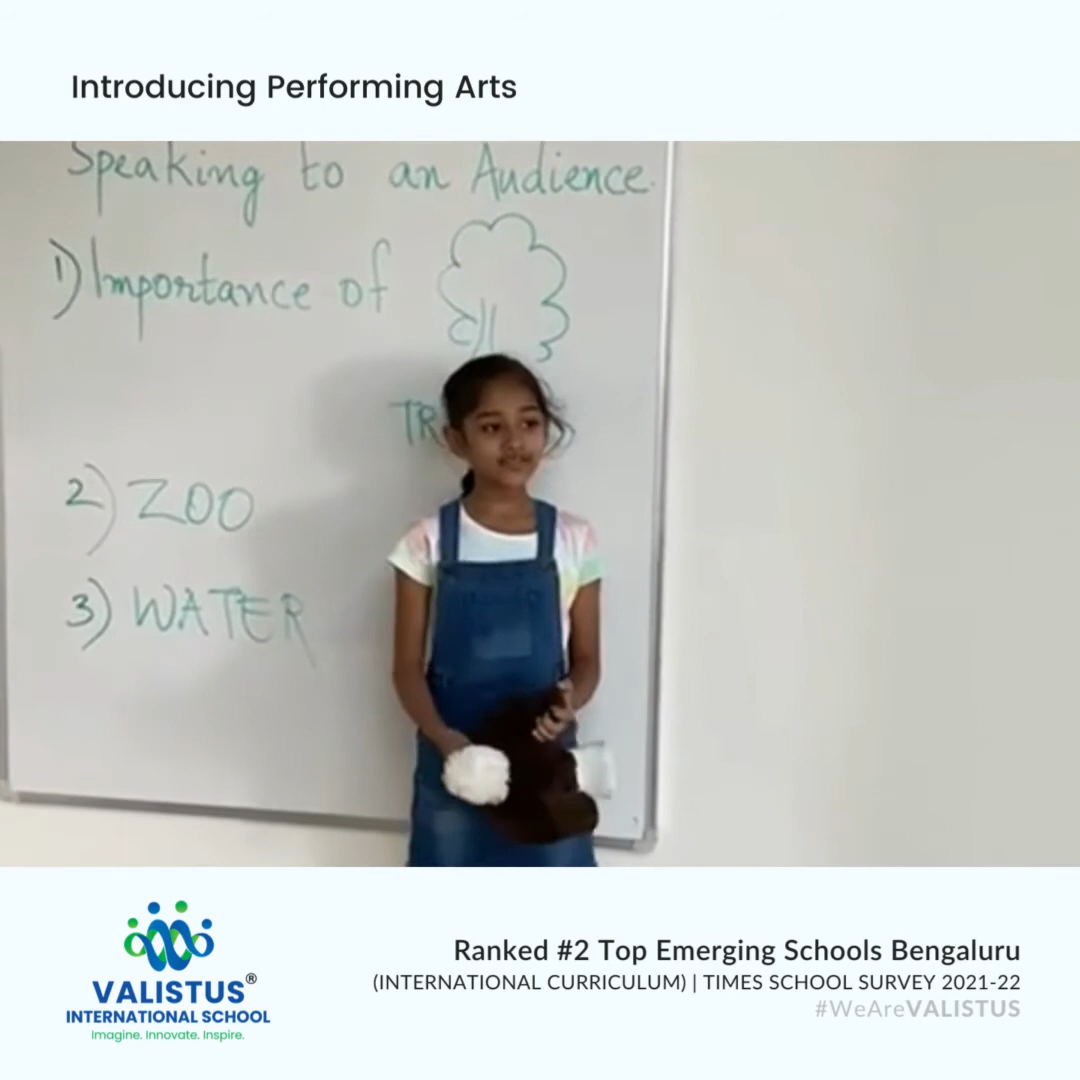 Introducing Performing Arts
Speaking to an Audience.
1) Importance of
TR
2) ZOO
3) WATER
VALISTUS®
INTERNATIONAL SCHOOL
Imagine. Innovate. Inspire.
Ranked #2 Top Emerging Schools Bengaluru
(INTERNATIONAL CURRICULUM) | TIMES SCHOOL SURVEY 2021-22
#WeAreVALISTUS